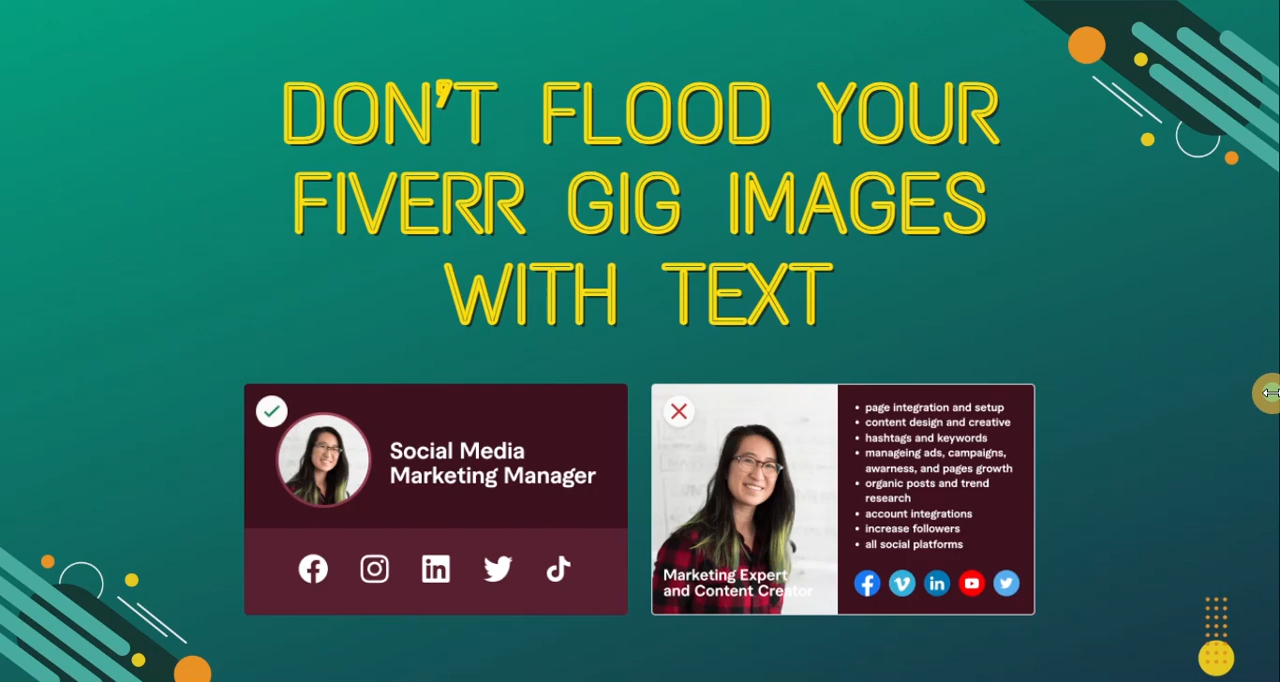 DON'T FLOOD YOUR
FIVERR GIG IMAGES
WITH TEXT
Social Media
Marketing Manager
Marketing Expert
and Content Creator
• page integration and setup
• content design and creative
• hashtags and keywords
• manageing ads, campaigns,
awarness, and pages growth
• organic posts and trend
research
• account integrations
• increase followers
• all social platforms